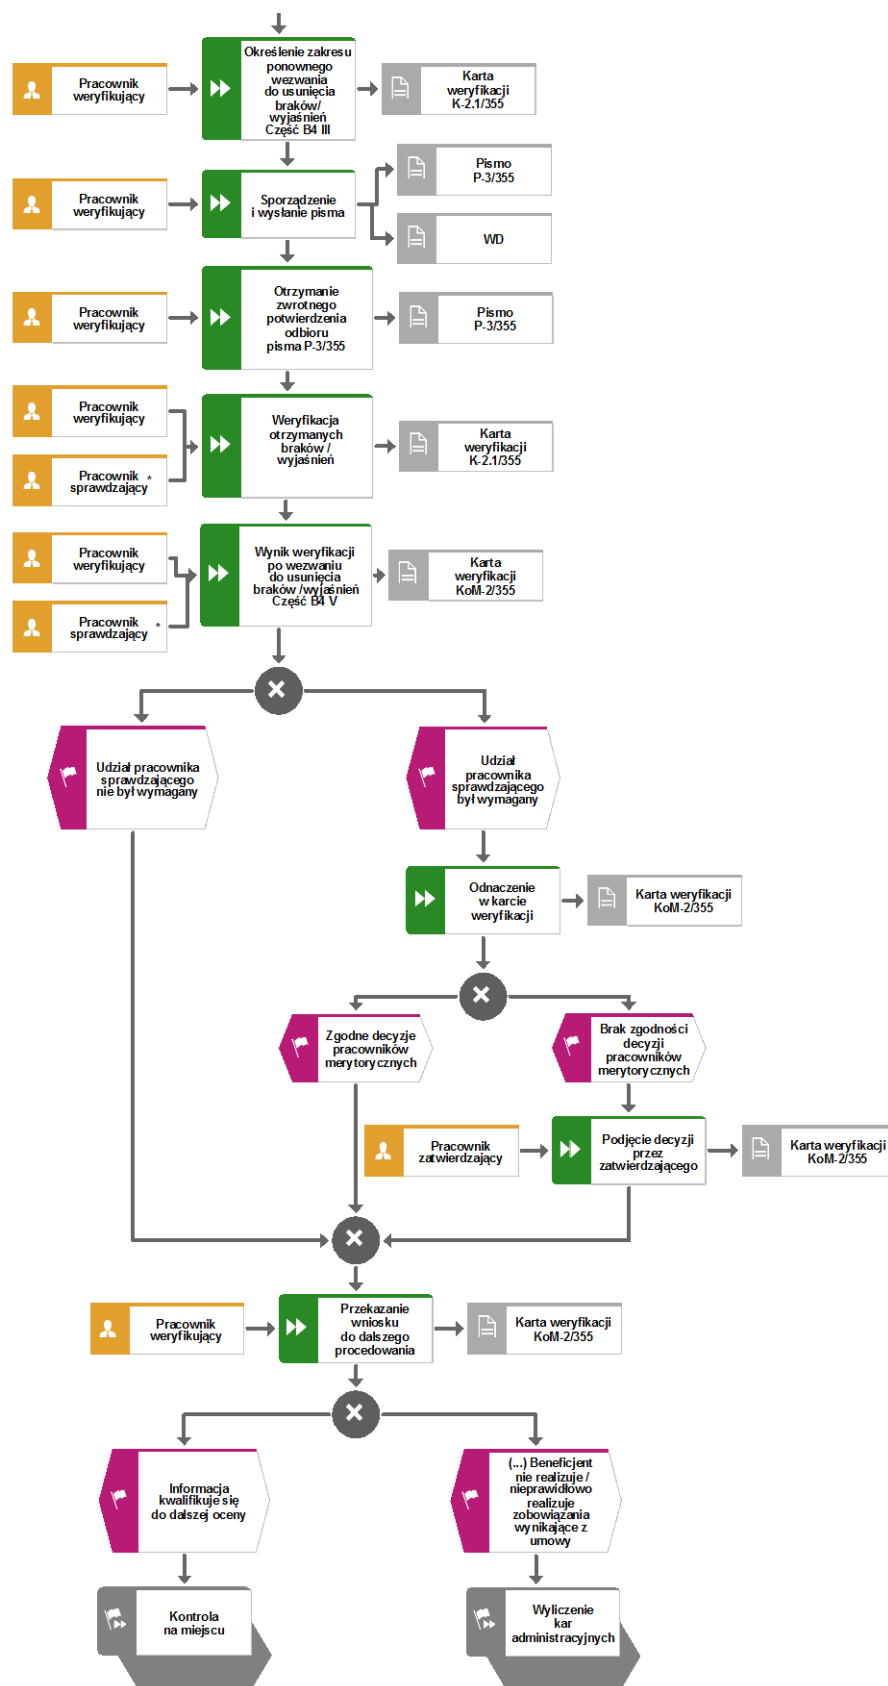 Określenie zakresu
ponownego
wezwania
do usunięcia
braków/
wyjaśnień
Część B4 III
Pracownik
weryfikujący
Karta
weryfikacji
K-2.1/355
Pracownik
weryfikujący
Sporządzenie
i wysłanie pisma
Pismo
P-3/355
WD
Pracownik
weryfikujący
Otrzymanie
zwrotnego
potwierdzenia
odbioru
pisma P-3/355
Pismo
P-3/355
Pracownik
weryfikujący
Pracownik *
sprawdzający
Weryfikacja
otrzymanych
braków /
wyjaśnień
Karta
weryfikacji
K-2.1/355
Pracownik
weryfikujący
Pracownik
sprawdzający *
Wynik weryfikacji
po wezwaniu
do usunięcia
braków /wyjaśnień
Część B4 V
Karta
weryfikacji
KoM-2/355
Udział pracownika
sprawdzającego
nie był wymagany
Udział
pracownika
sprawdzającego
był wymagany
Odnaczenie
w karcie
weryfikacji
Karta weryfikacji
KoM-2/355
Zgodne decyzje
pracowników
merytorycznych
Brak zgodności
decyzji
pracowników
merytorycznych
Pracownik
zatwierdzający
Podjęcie decyzji
przez
zatwierdzającego
Karta weryfikacji
KoM-2/355
Pracownik
weryfikujący
Przekazanie
wniosku
do dalszego
procedowania
Karta weryfikacji
KoM-2/355
Informacja
kwalifikuje się
do dalszej oceny
(...) Beneficjent
nie realizuje /
nieprawidłowo
realizuje
zobowiązania
wynikające z
umowy
Kontrola
na miejscu
Wyliczenie
kar
administracyjnych